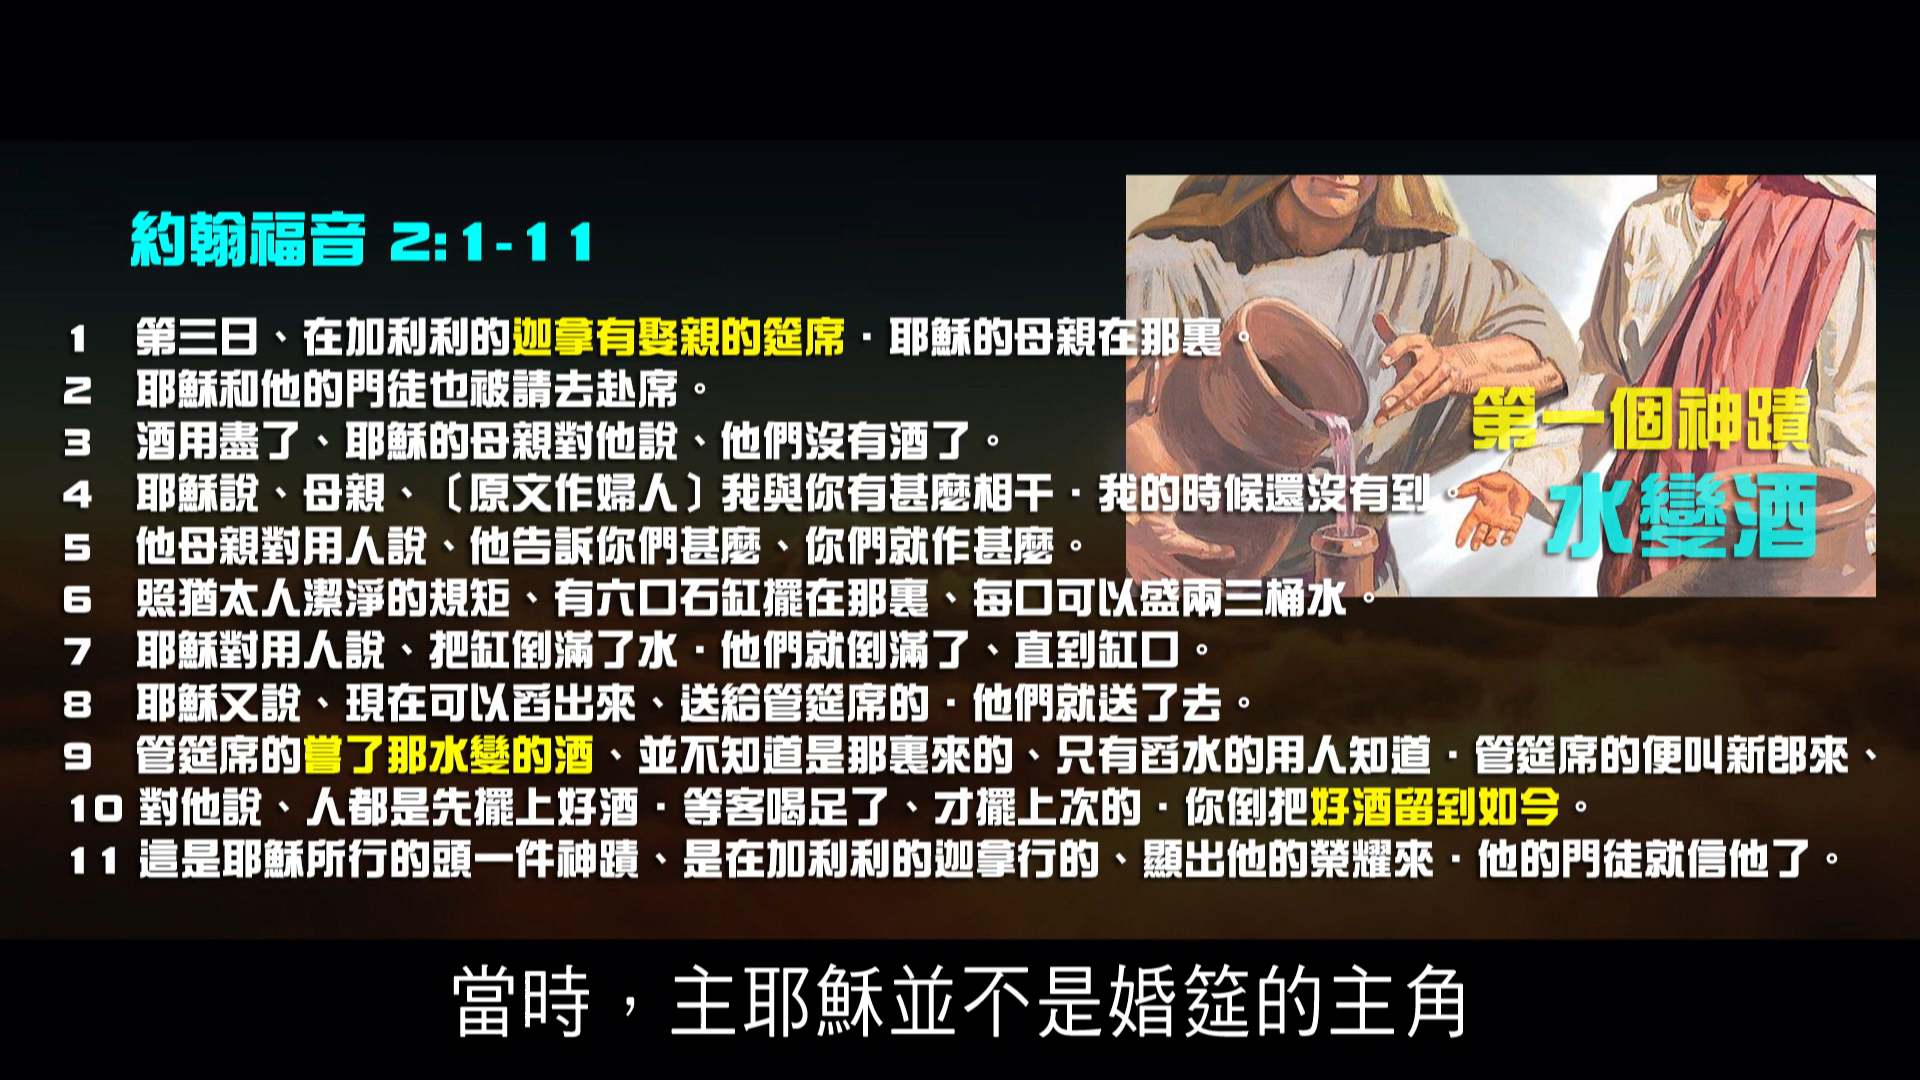 約翰福音 2:1-11
1 第三日、在加利利的迦拿有娶親的筵席．耶穌的母親在那裏。
2 耶穌和他的門徒也被請去赴席。
3 酒用盡了、耶穌的母親對他說、他們沒有酒了。
4 耶穌說、母親、〔原文作婦人〕我與你有甚麼相干．我的時候還沒有到。
5 他母親對用人說、他告訴你們甚麼、你們就作甚麼。
6 照猶太人潔淨的規矩、有六口石缸擺在那裏、每口可以盛兩三桶水。
7 耶穌對用人說、把缸倒滿了水．他們就倒滿了、直到缸口。
8 耶穌又說、現在可以舀出來、送給管筵席的．他們就送了去。
9 管筵席的嘗了那水變的酒、並不知道是那裏來的、只有舀水的用人知道．管筵席的便叫新郎來、
10 對他說、人都是先擺上好酒．等客喝足了、才擺上次的．你倒把好酒留到如今。
11 這是耶穌所行的頭一件神蹟、是在加利利的迦拿行的、顯出他的榮耀來．他的門徒就信他了。
第一個神蹟
水變酒
當時，主耶穌並不是婚筵的主角